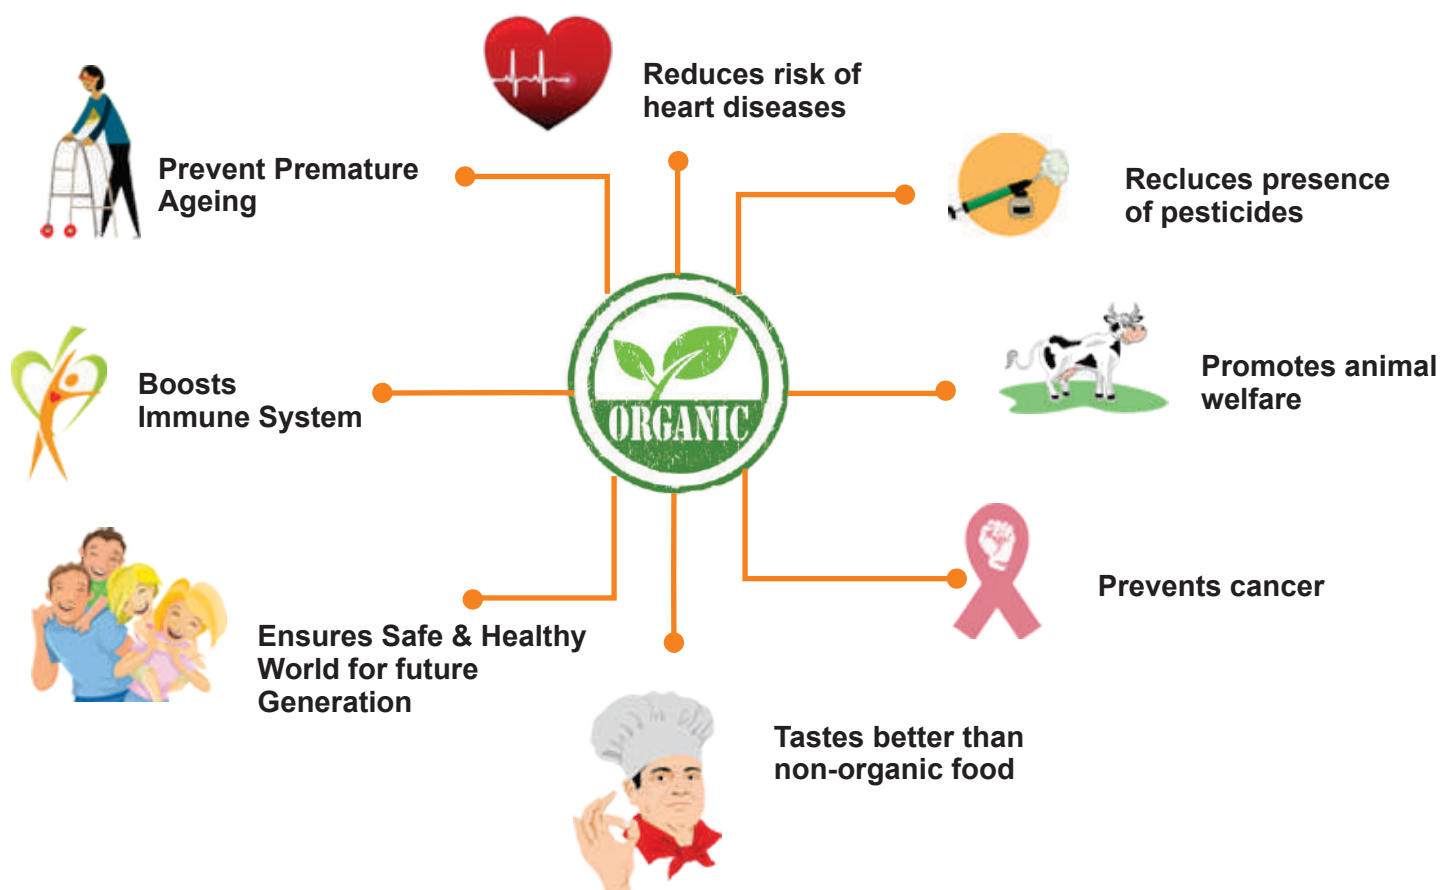 Reduces risk of
heart diseases
Prevent Premature
Ageing
Recluces presence
of pesticides
Boosts
Immune System
ORGANIC
Promotes animal
welfare
Prevents cancer
Ensures Safe & Healthy
World for future
Generation
Tastes better than
non-organic food